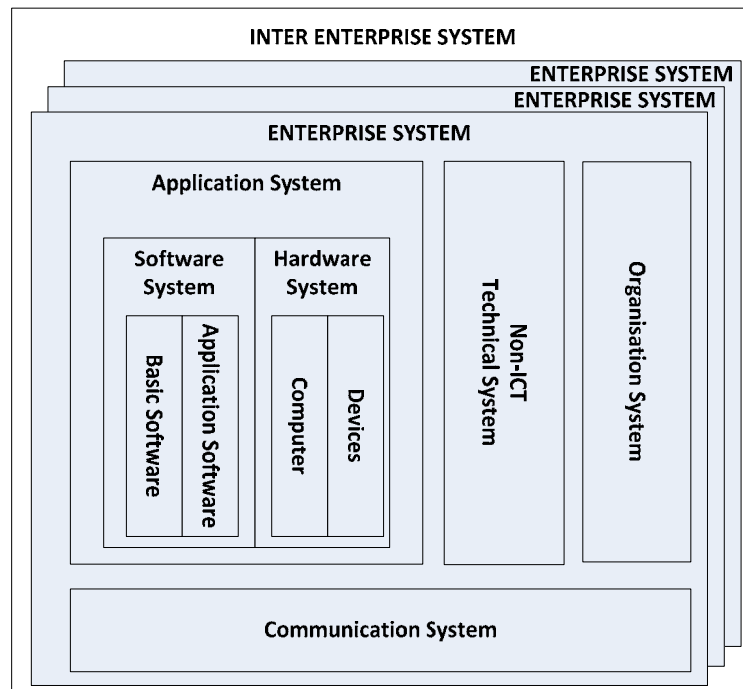 INTER ENTERPRISE SYSTEM
ENTERPRISE SYSTEM
ENTERPRISE SYSTEM
ENTERPRISE SYSTEM
Application System
Software
System
Hardware
System
Basic Software
Application Software
Computer
Devices
Non-ICT
Technical System
Organisation System
Communication System